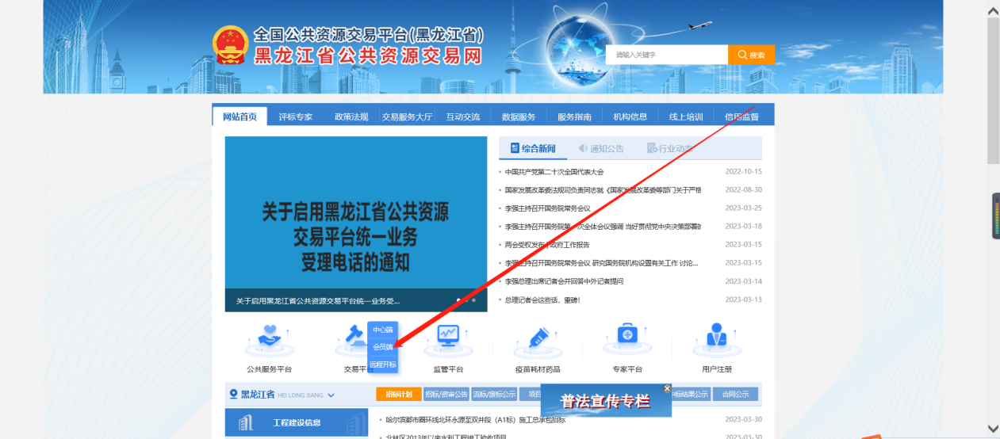 全国公共资源交易平台(黑龙江省)
黑龙江省公共资源交易网
请输入关键字
搜索
网站首页 评标专家 政策法规 交易服务大厅 互动交流 数据服务 服务指南 机构信息 线上培训 信用监督
关于启用黑龙江省公共资源
交易平台统一业务
受理电话的通知
关于启用黑龙江省公共资源交易平台统一业务受...
综合新闻 通知公告 行业动态
中国共产党第二十次全国代表大会 2022-10-15
国家发展改革委法规司负责同志就《国家发展改革委等部门关于严格 2022-08-30
李强主持召开国务院常务会议 2023-03-25
李强主持召开国务院第一次全体会议强调 当好贯彻党中央决策部署的 2023-03-18
两会受权发布 政府工作报告 2023-03-15
李强主持召开国务院常务会议 研究国务院机构设置有关工作 讨论... 2023-03-15
李强总理出席记者会并回答中外记者提问 2023-03-14
总理记者会这些话，重磅! 2023-03-13
中心端
会员端
远程开标
公共服务平台 交易平台 监管平台 疫苗耗材药品 专家平台 用户注册
黑龙江省 HEI LONG JIANG
招标计划 招标/资审公告 流标/废标公示 项目 中标结果公示 合同公示
普法宣传专栏
工程建设信息
哈尔滨都市圈环线北环永源至双井段（A1标）施工总承包招标 2023-03-30
北林区2013年以来水利工程竣工验收项目 2023-03-30